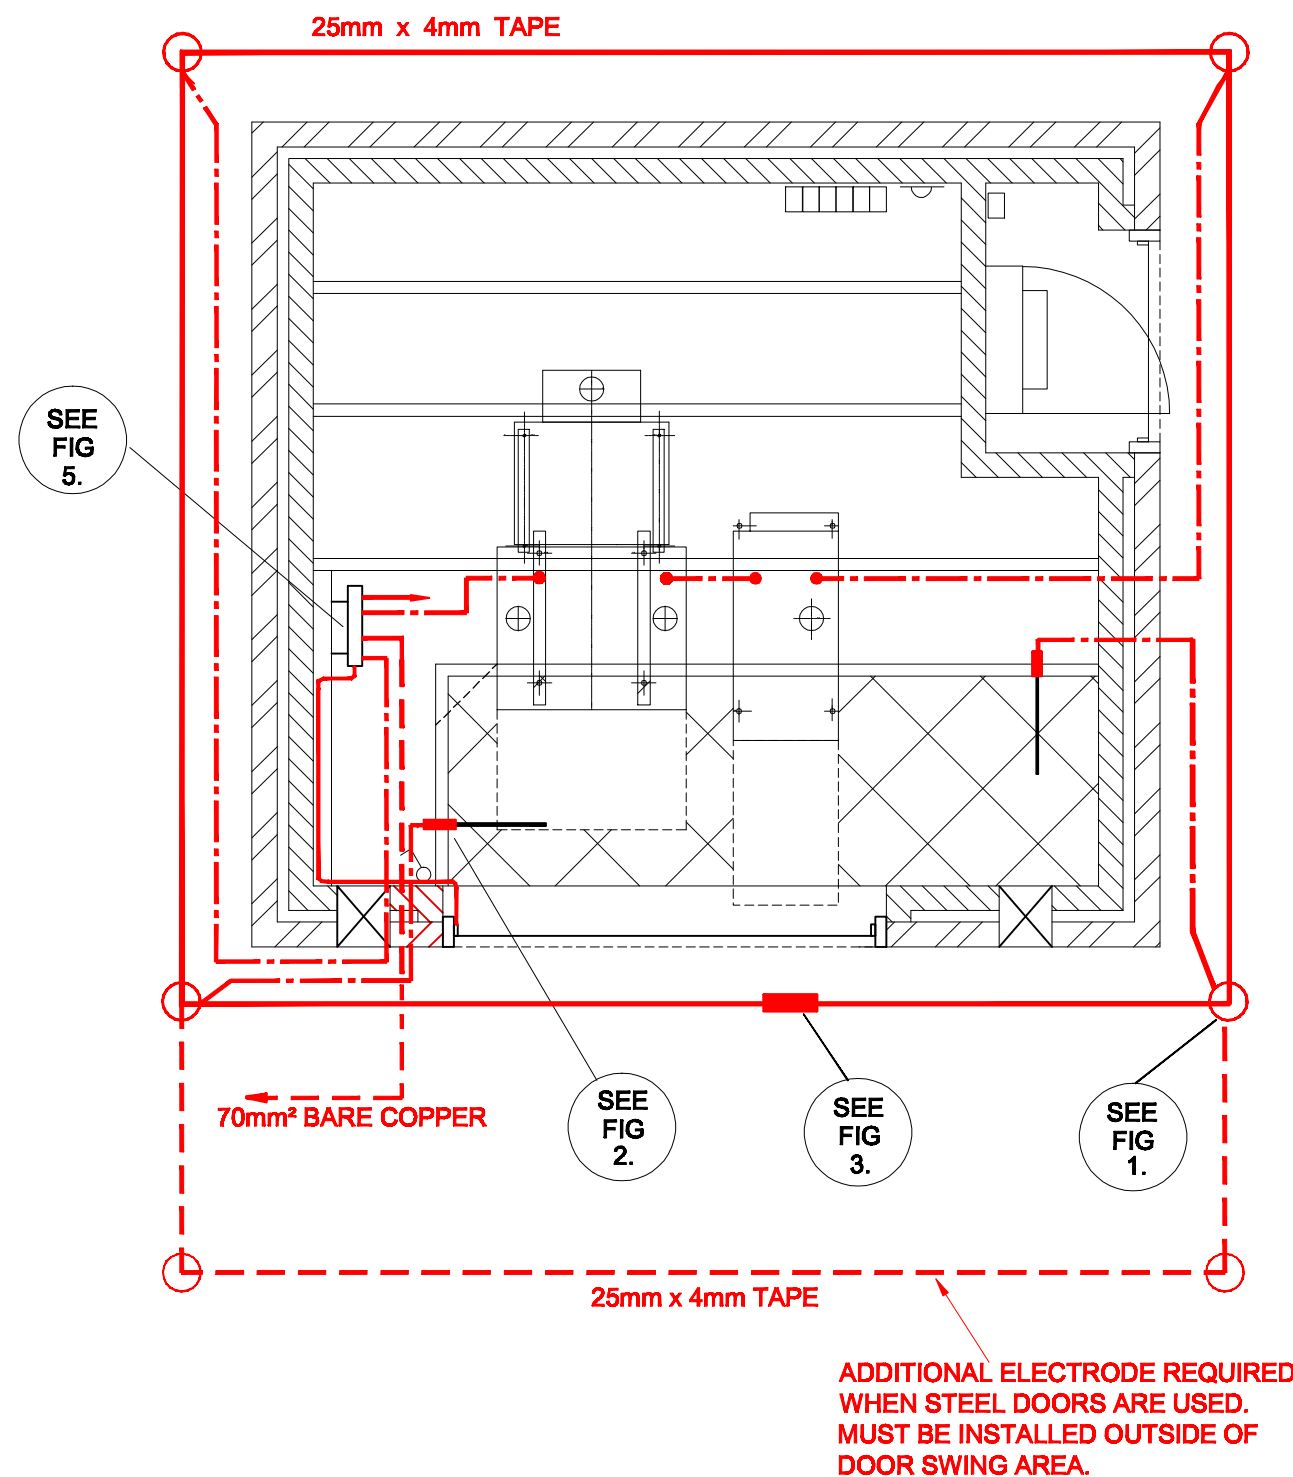 25mm x 4mm TAPE
SEE
FIG
5.
70mm² BARE COPPER
SEE
FIG
2.
SEE
FIG
3.
SEE
FIG
1.
25mm x 4mm TAPE
ADDITIONAL ELECTRODE REQUIRED
WHEN STEEL DOORS ARE USED.
MUST BE INSTALLED OUTSIDE OF
DOOR SWING AREA.